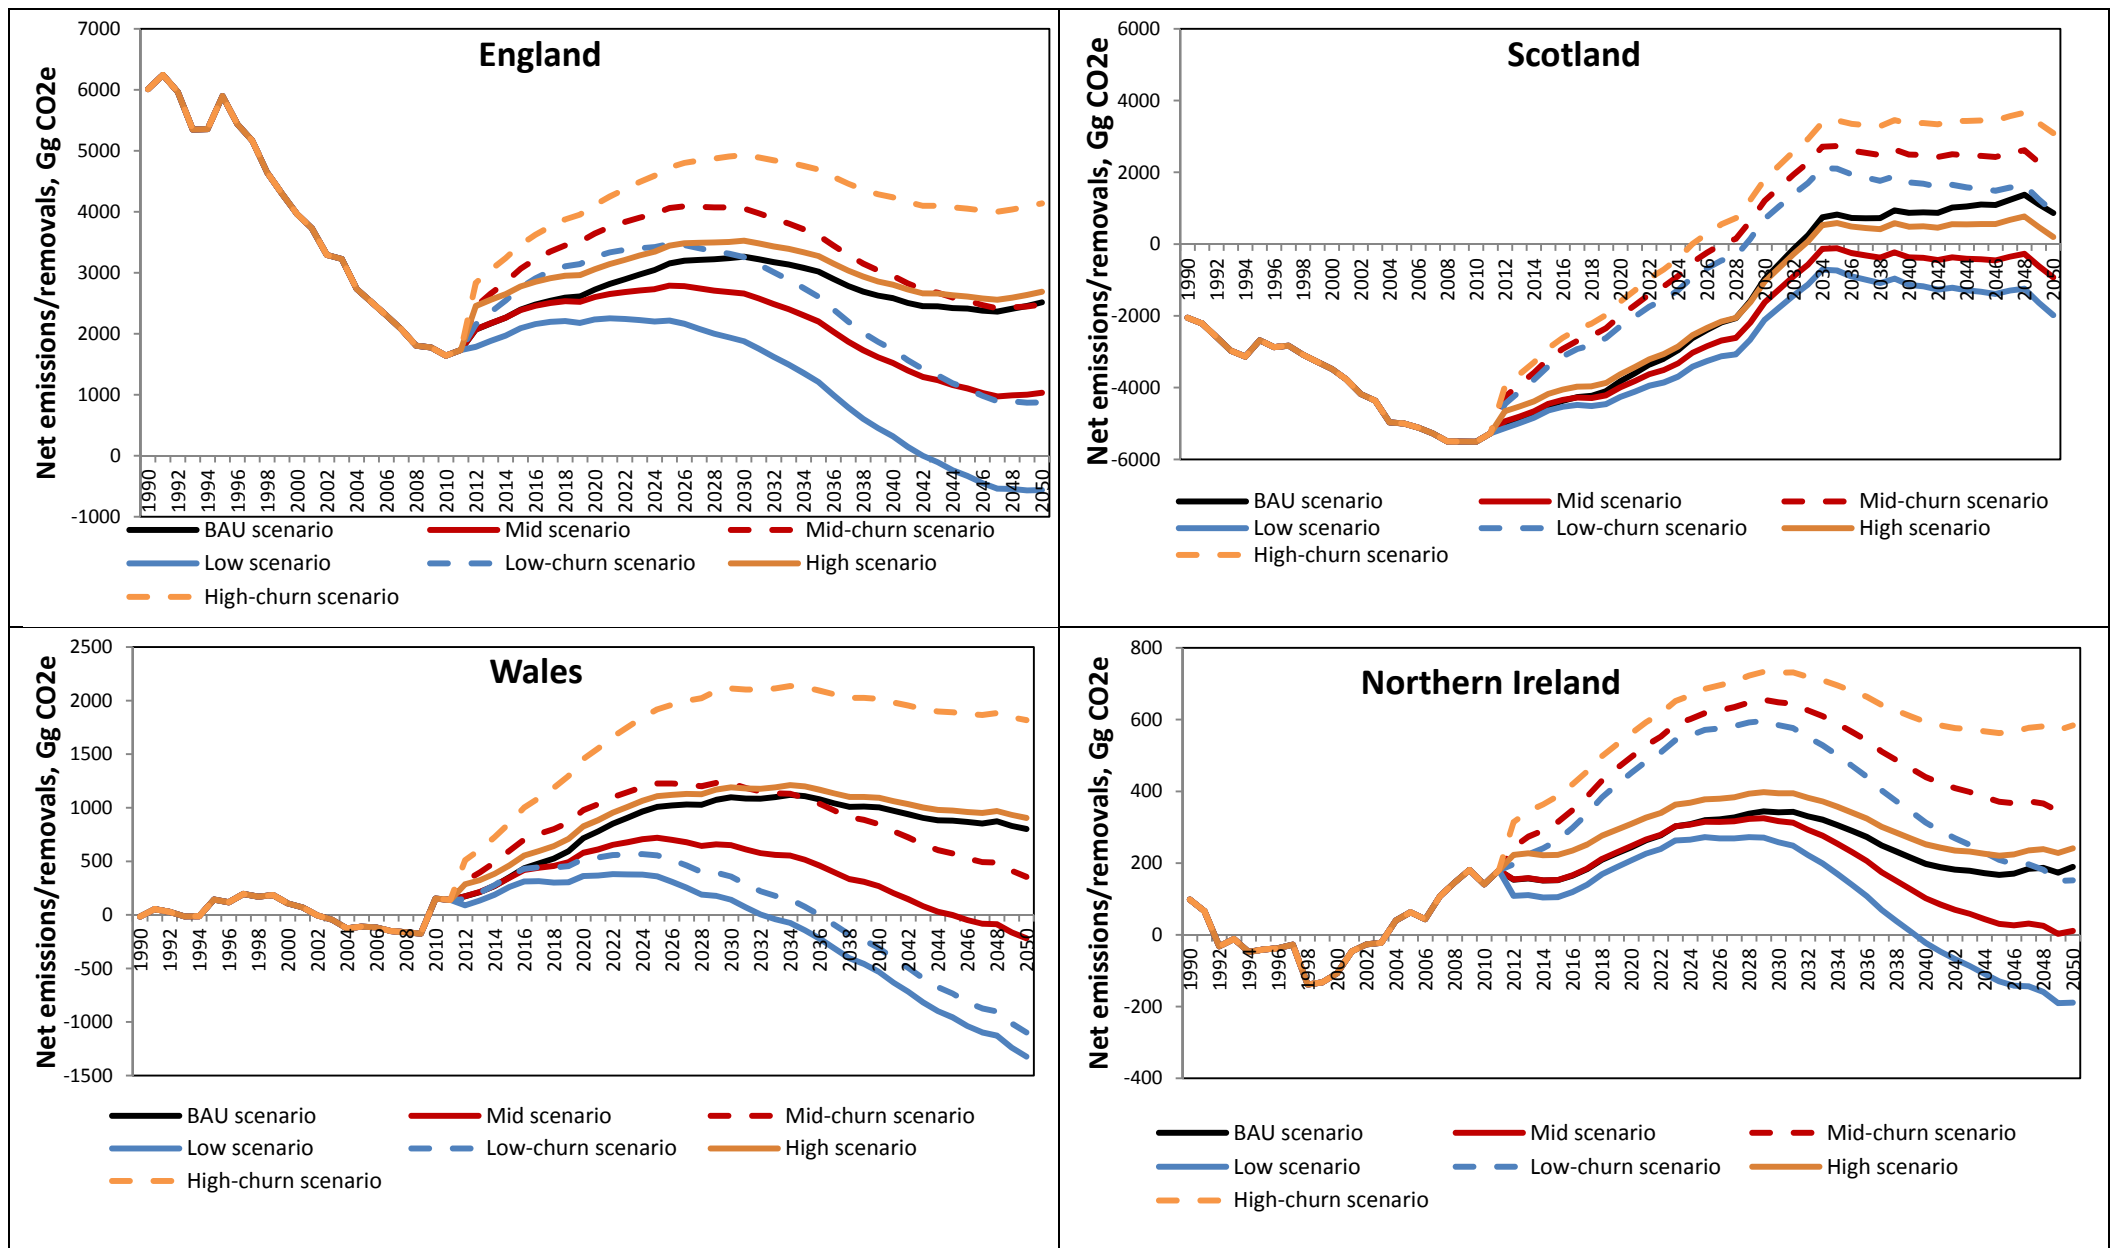 England
Net emissions/removals, Gg CO2e
7000
6000
5000
4000
3000
2000
1000
0
-1000
1990 1992 1994 1996 1998 2000 2002 2004 2006 2008 2010 2012 2014 2016 2018 2020 2022 2024 2026 2028 2030 2032 2034 2036 2038 2040 2042 2044 2046 2048 2050
BAU scenario Mid scenario Mid-churn scenario
Low scenario Low-churn scenario High scenario
High-churn scenario
Scotland
Net emissions/removals, Gg CO2e
6000
4000
2000
0
-2000
-4000
-6000
1990 1992 1994 1996 1998 2000 2002 2004 2006 2008 2010 2012 2014 2016 2018 2020 2022 2024 2026 2028 2030 2032 2034 2036 2038 2040 2042 2044 2046 2048 2050
BAU scenario Mid scenario Mid-churn scenario
Low scenario Low-churn scenario High scenario
High-churn scenario
Wales
Net emissions/removals, Gg CO2e
2500
2000
1500
1000
500
0
-500
-1000
-1500
1990 1992 1994 1996 1998 2000 2002 2004 2006 2008 2010 2012 2014 2016 2018 2020 2022 2024 2026 2028 2030 2032 2034 2036 2038 2040 2042 2044 2046 2048 2050
BAU scenario Mid scenario Mid-churn scenario
Low scenario Low-churn scenario High scenario
High-churn scenario
Northern Ireland
Net emissions/removals, Gg CO2e
800
600
400
200
0
-200
-400
1990 1992 1994 1996 1998 2000 2002 2004 2006 2008 2010 2012 2014 2016 2018 2020 2022 2024 2026 2028 2030 2032 2034 2036 2038 2040 2042 2044 2046 2048 2050
BAU scenario Mid scenario Mid-churn scenario
Low scenario Low-churn scenario High scenario
High-churn scenario